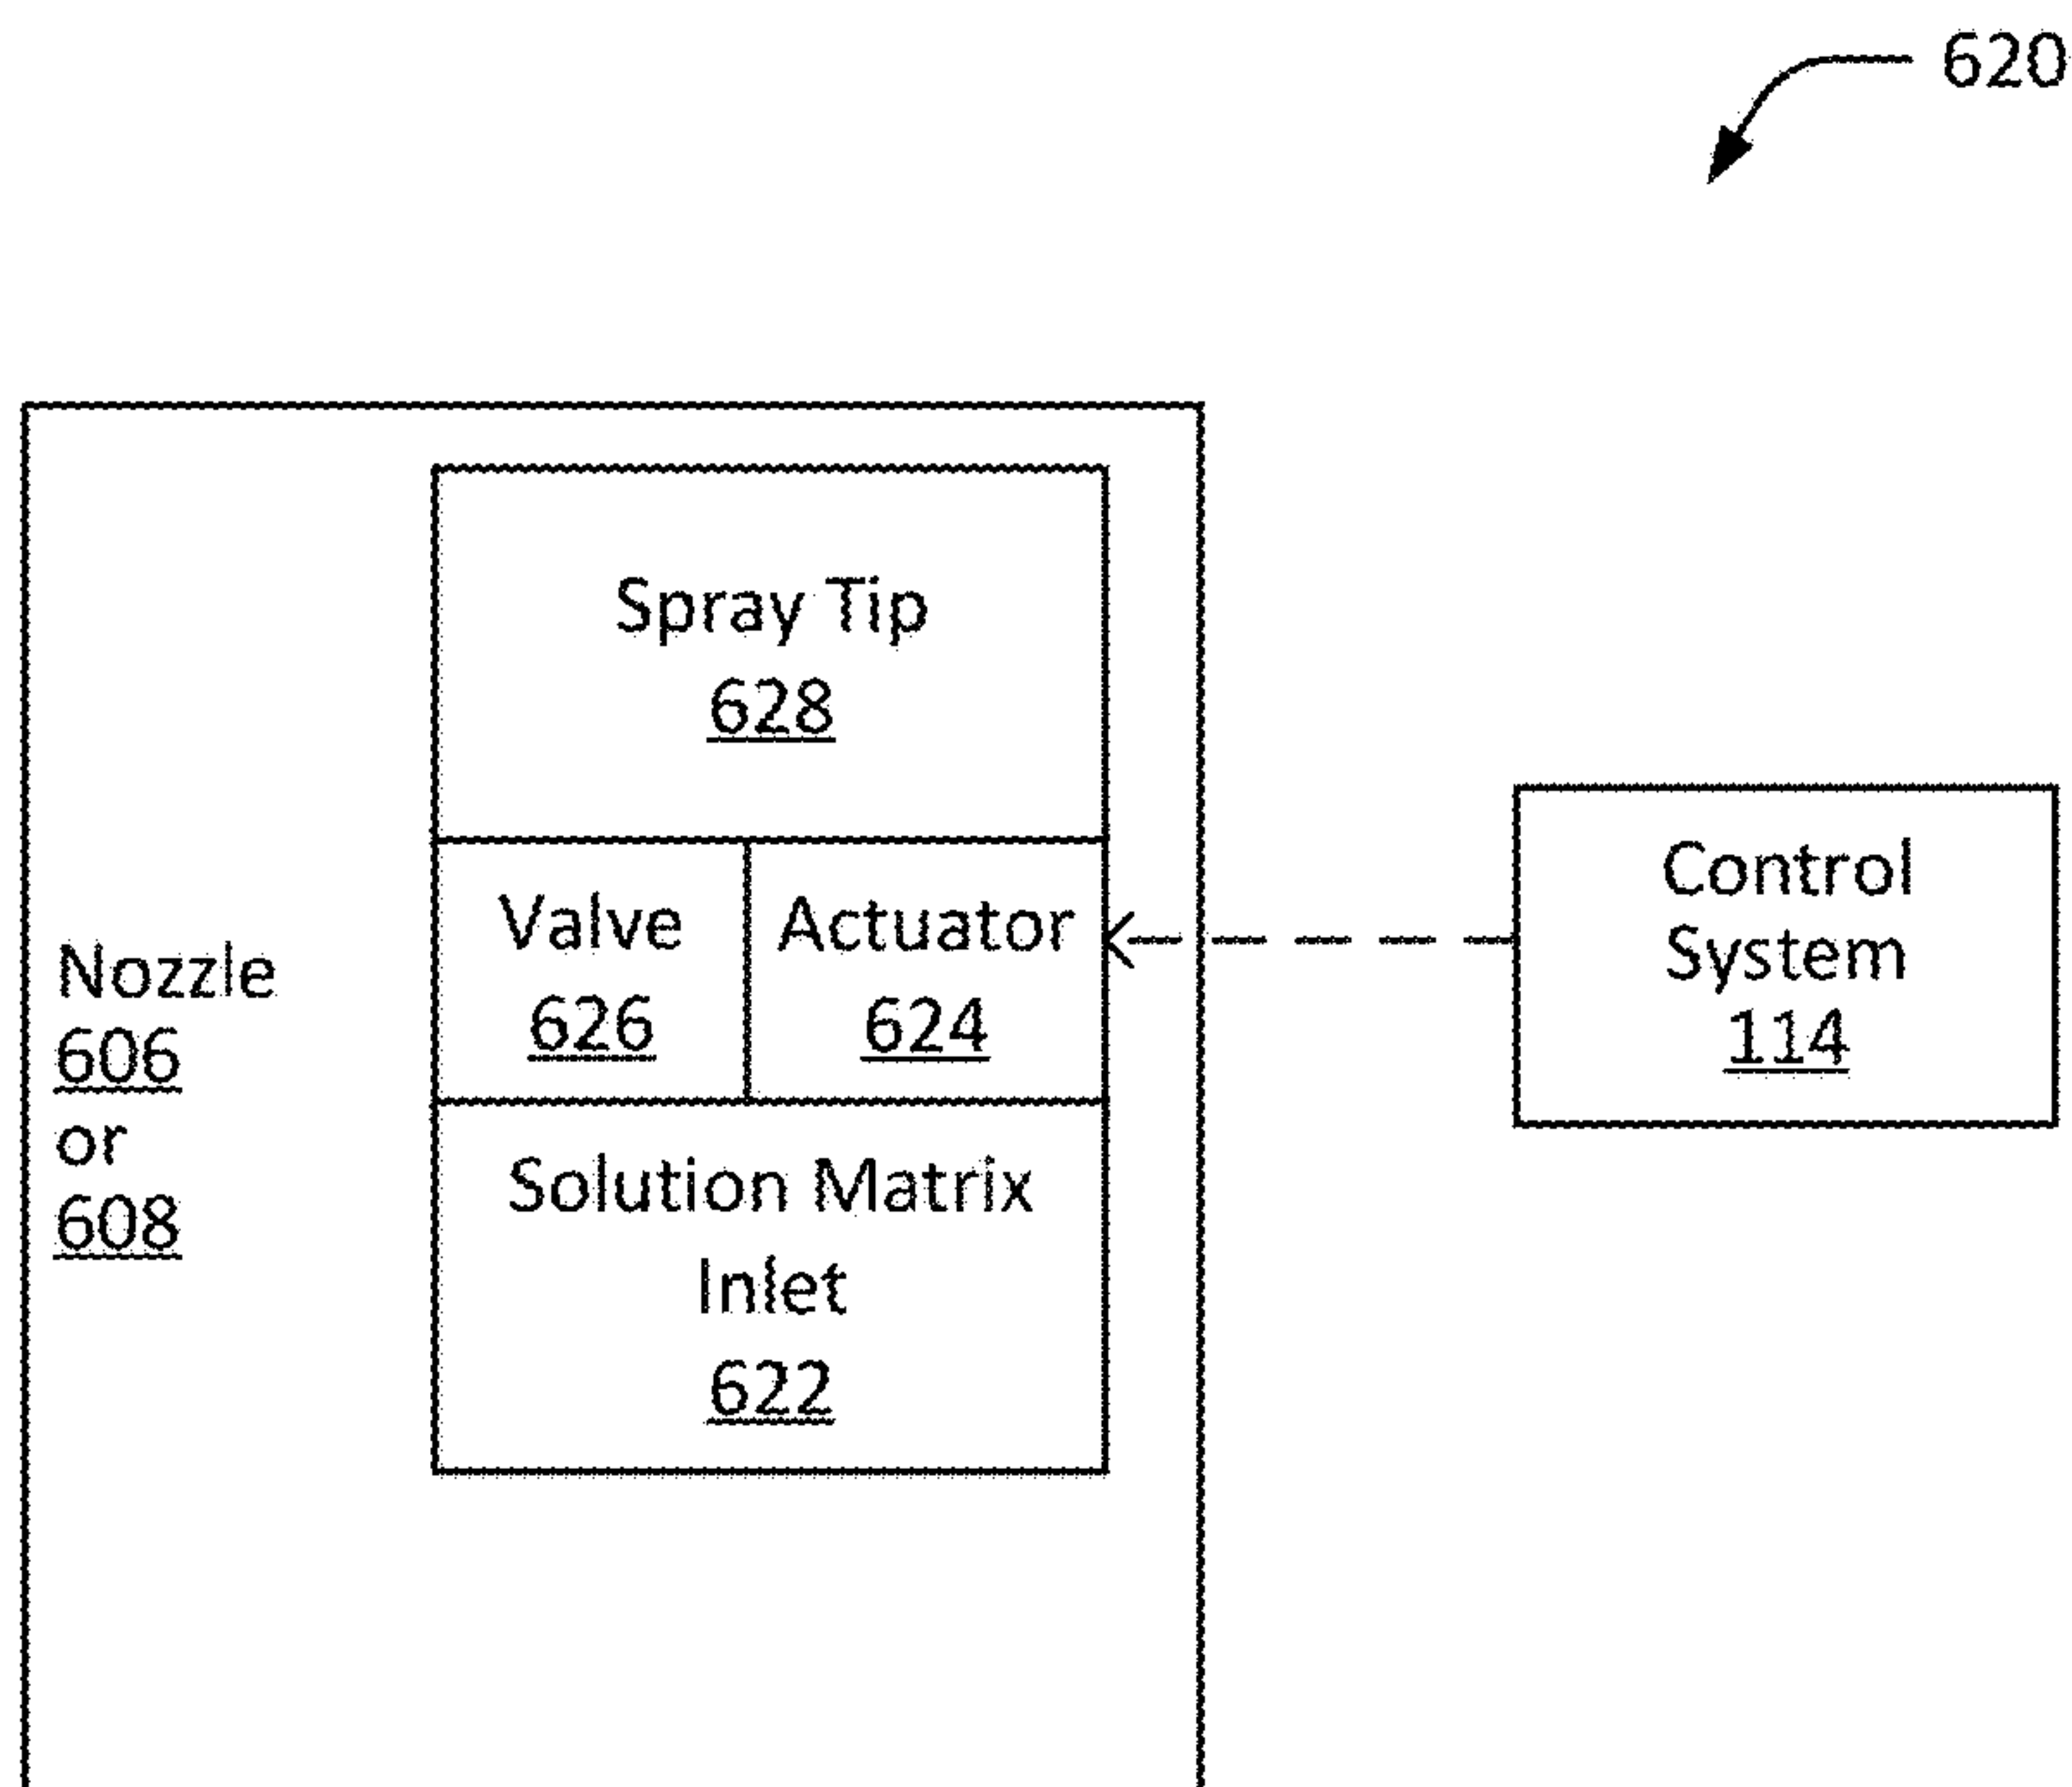 620
Spray Tip
628
Valve
626
Actuator
624
Nozzle
606
or
608
Solution Matrix
Inlet
622
Control
System
114